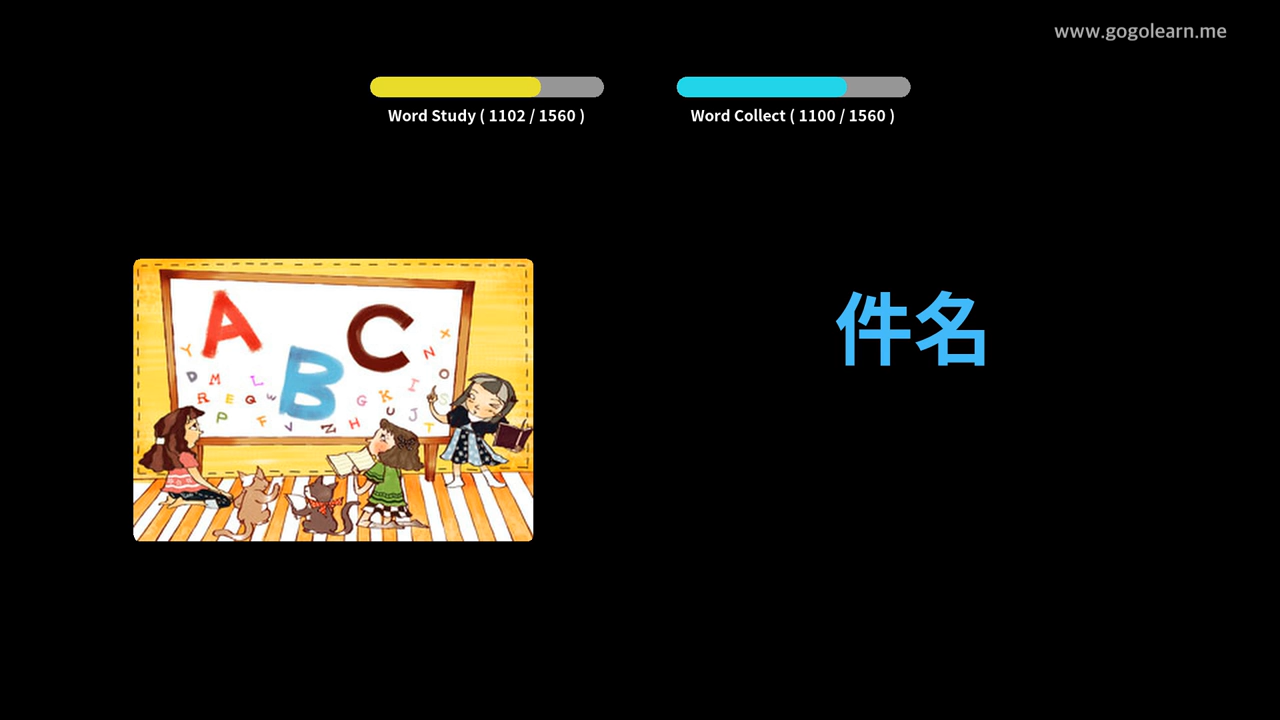 www.gogolearn.me
Word Study ( 1102 / 1560 )
Word Collect ( 1100 / 1560 )
件名
A
B
C
Y
X
N
D
M
L
O
I
R
E
Q
W
G
K
S
P
F
V
Z
H
U
J
T